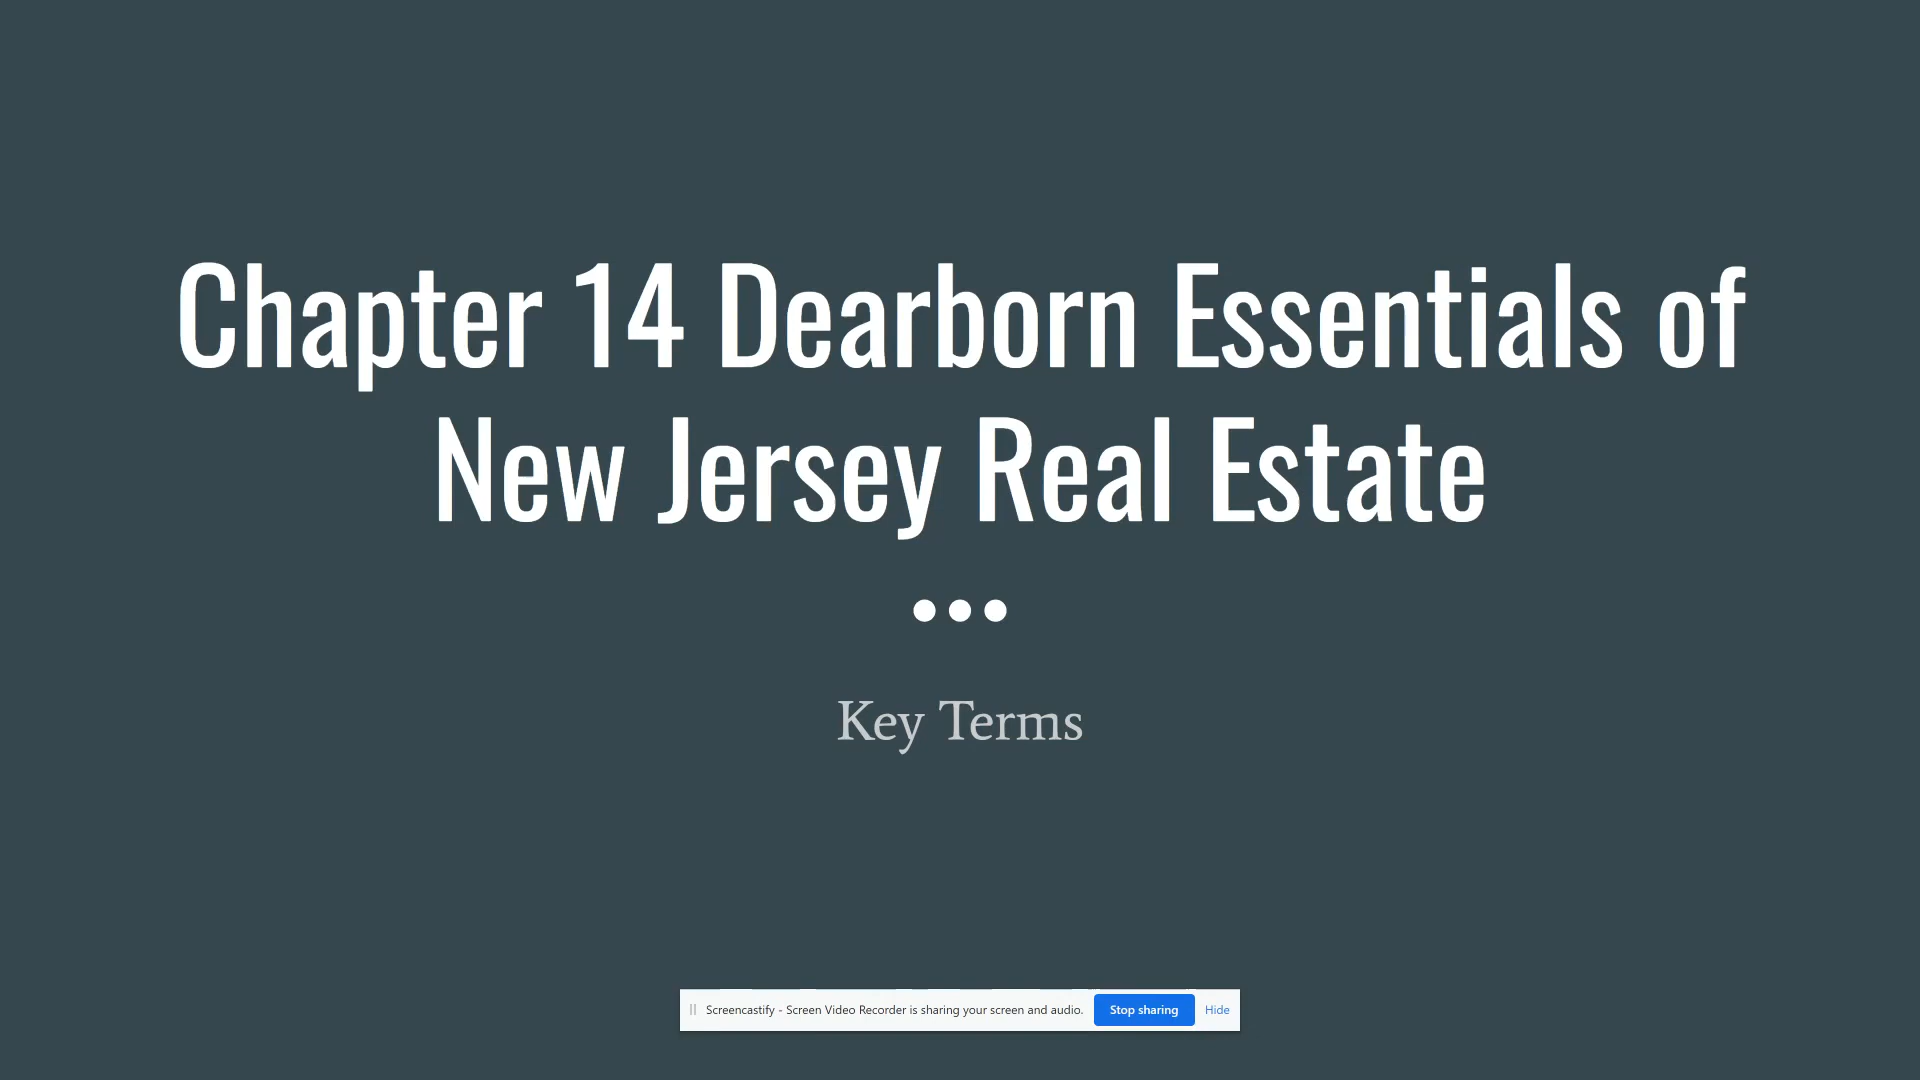 Chapter 14 Dearborn Essentials of
New Jersey Real Estate
Key Terms
Screencastify - Screen Video Recorder is sharing your screen and audio. Stop sharing Hide